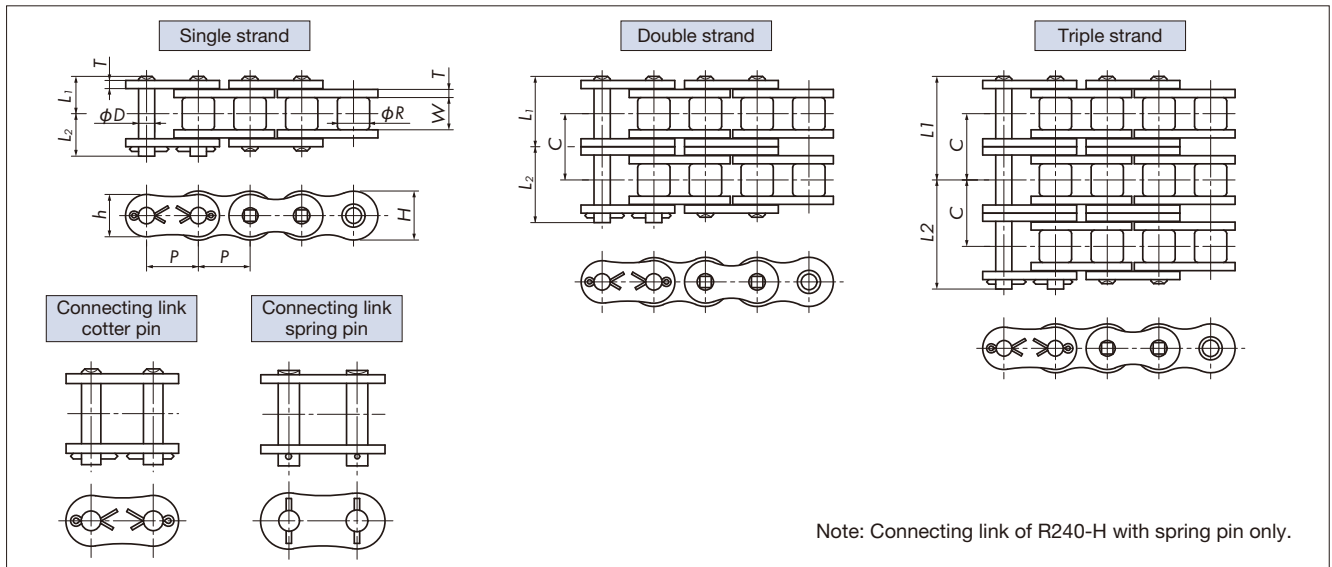 Single strand
Double strand
Triple strand
T
L₁
L₂
φD
T
W
φR
h
H
P
P
L₁
L₂
C
L1
L2
C
C
Connecting link
cotter pin
Connecting link
spring pin
Note: Connecting link of R240-H with spring pin only.